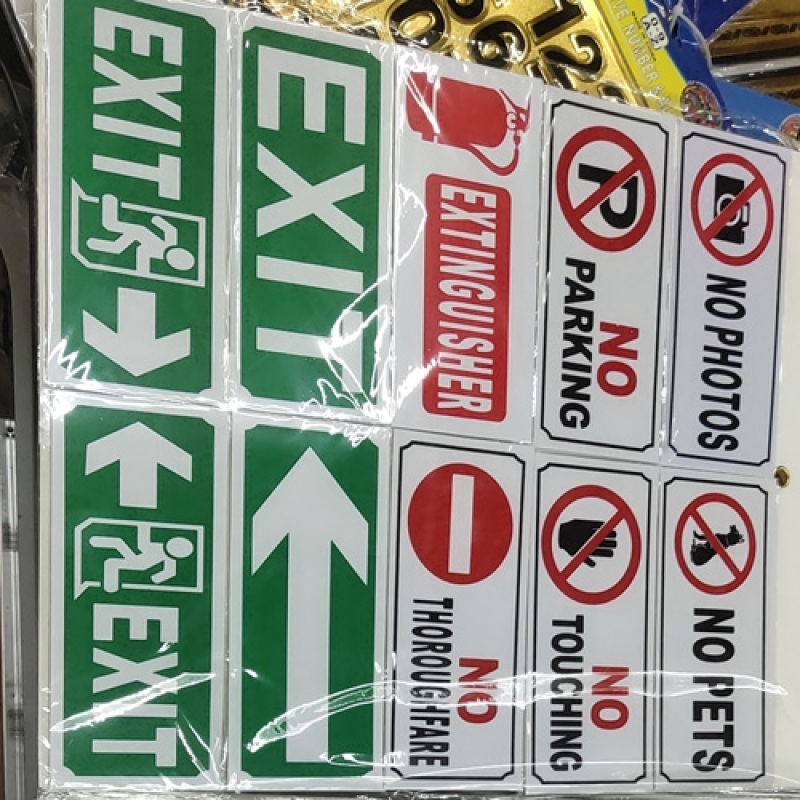 NO PHOTOS
NO PETS
NO
PARKING
NO
TOUCHING
EXTINGUISHER
NO
THOROUGHFARE
EXIT
EXIT
EXIT